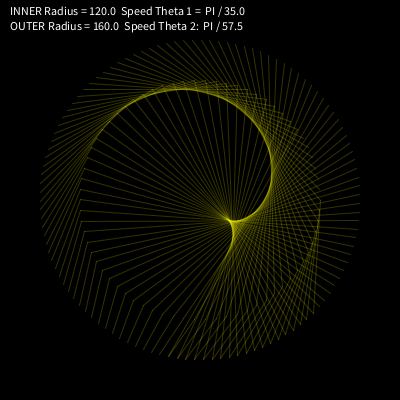 INNER Radius = 120.0  Speed Theta 1 =  PI / 35.0
OUTER Radius = 160.0  Speed Theta 2:  PI / 57.5